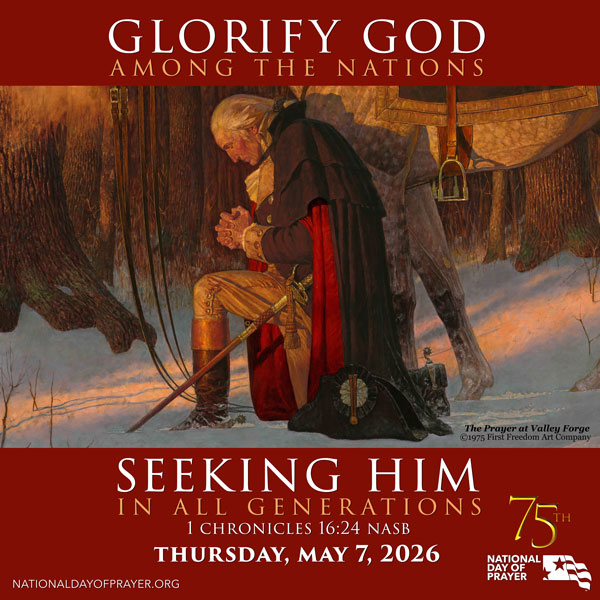 GLORIFY GOD
AMONG THE NATIONS
The Prayer at Valley Forge
©1975 First Freedom Art Company
SEEKING HIM
IN ALL GENERATIONS
1 CHRONICLES 16:24 NASB
THURSDAY, MAY 7, 2026
75TH
NATIONAL
DAY OF
PRAYER
NATIONALDAYOFPRAYER.ORG